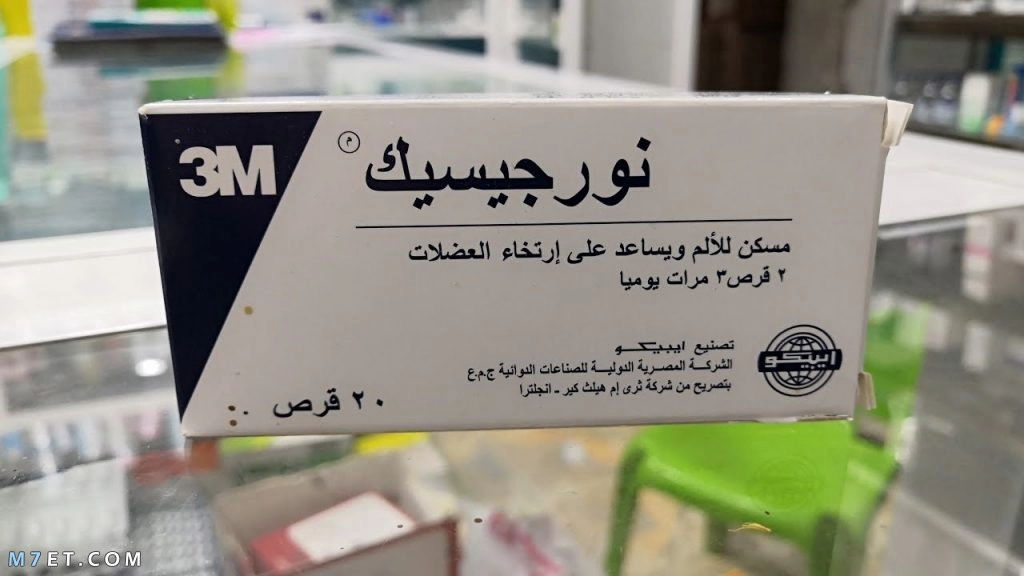 3M
نورجيسيك
م
مسكن للألم ويساعد على إرتخاء العضلات
٢ قرص٣ مرات يوميا
تصنيع ايبيكو
الشركة المصرية الدولية للصناعات الدوائية ج.م.ع
بتصريح من شركة ثرى إم هيلث كير ــ انجلترا
ايبيكو
٢٠ قرص
M7ET.COM